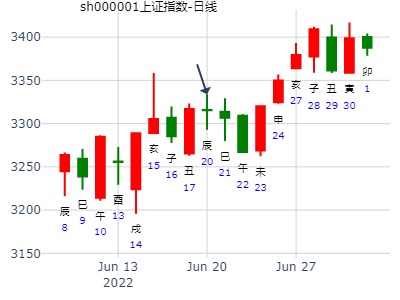 sh000001上证指数-日线
3400
3350
3300
3250
3200
3150
辰
8
巳
9
午
10
酉
13
戌
14
亥
15
子
16
丑
17
辰
20
巳
21
午
22
未
23
申
24
亥
27
子
28
丑
29
寅
30
卯
1
Jun 13
2022
Jun 20
Jun 27